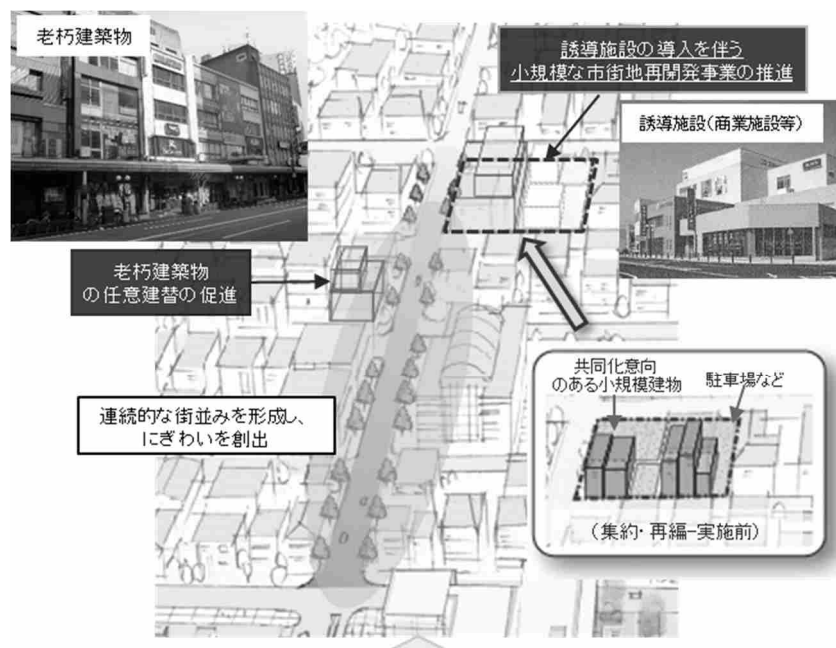 老朽建築物
誘導施設の導入を伴う
小規模な市街地再開発事業の推進
誘導施設(商業施設等)
老朽建築物
の任意建替の促進
共同化意向
のある小規模建物
駐車場など
連続的な街並みを形成し、
にぎわいを創出
(集約・再編-実施前)